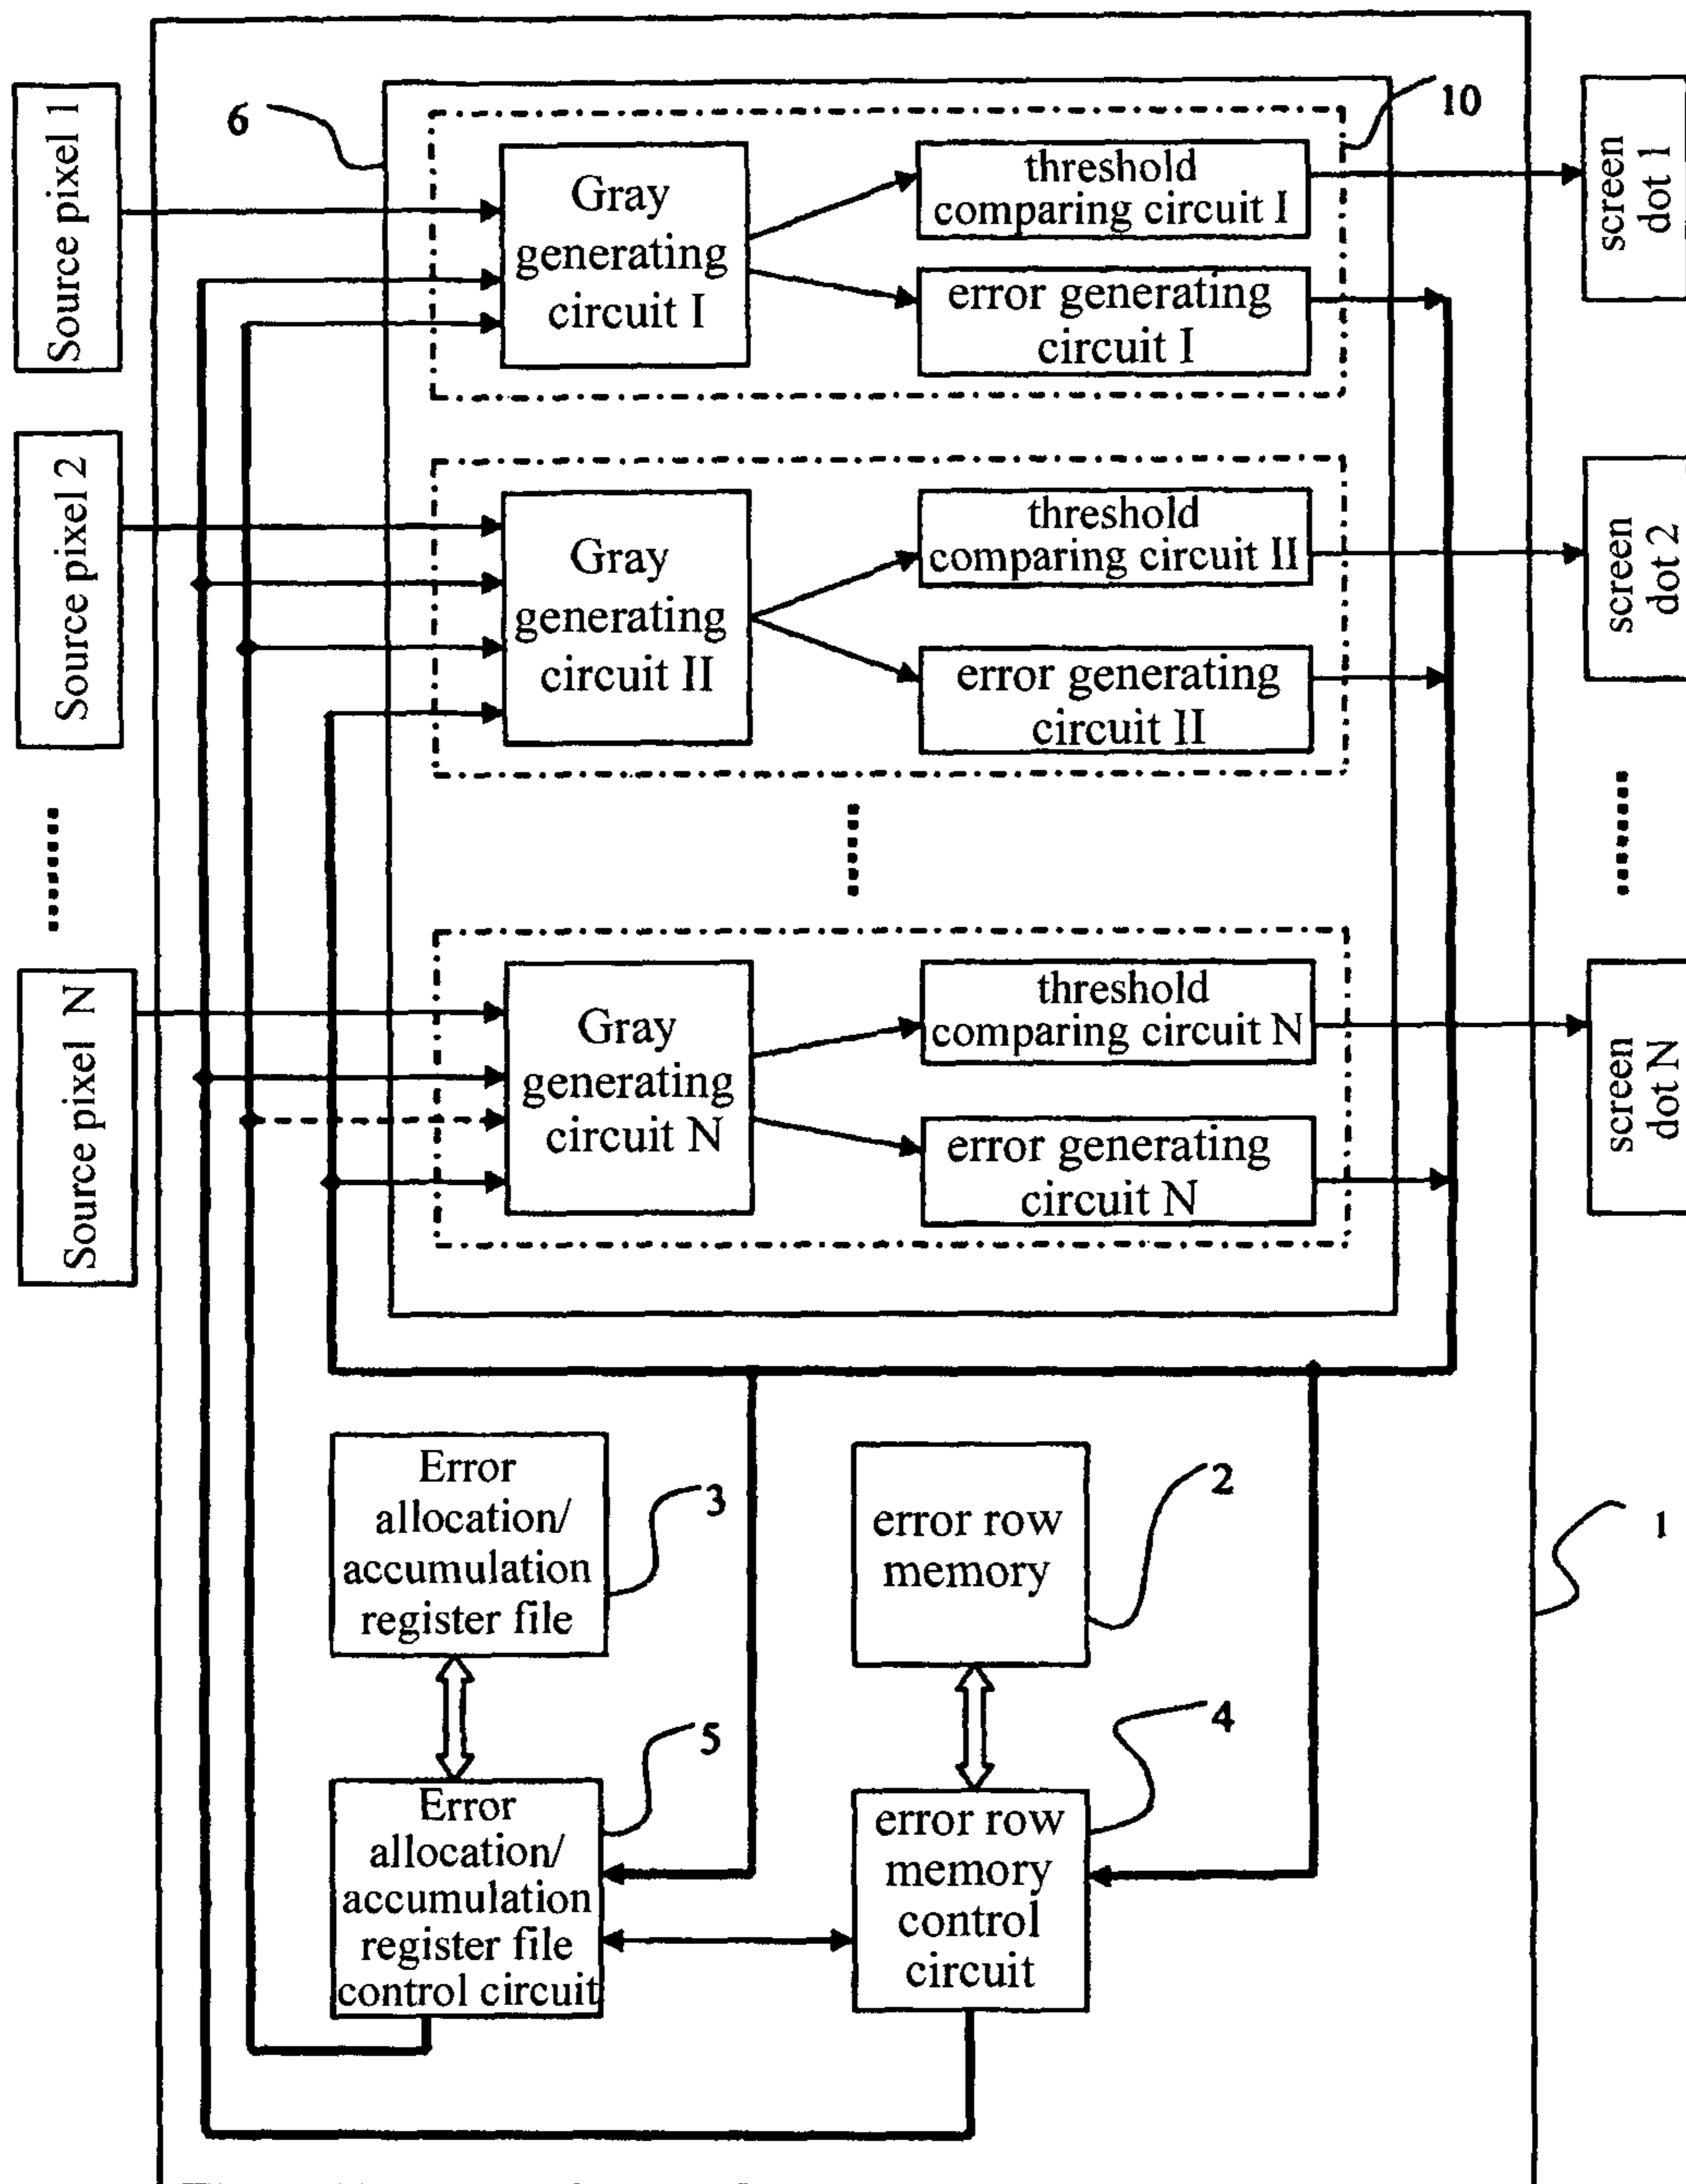 6
10
Source pixel 1
Gray
generating
circuit I
threshold
comparing circuit I
error generating
circuit I
screen
dot 1
Source pixel 2
Gray
generating
circuit II
threshold
comparing circuit II
error generating
circuit II
screen
dot 2
Source pixel N
Gray
generating
circuit N
threshold
comparing circuit N
error generating
circuit N
screen
dot N
Error
allocation/
accumulation
register file
3
error row
memory
2
1
Error
allocation/
accumulation
register file
control circuit
5
error row
memory
control
circuit
4